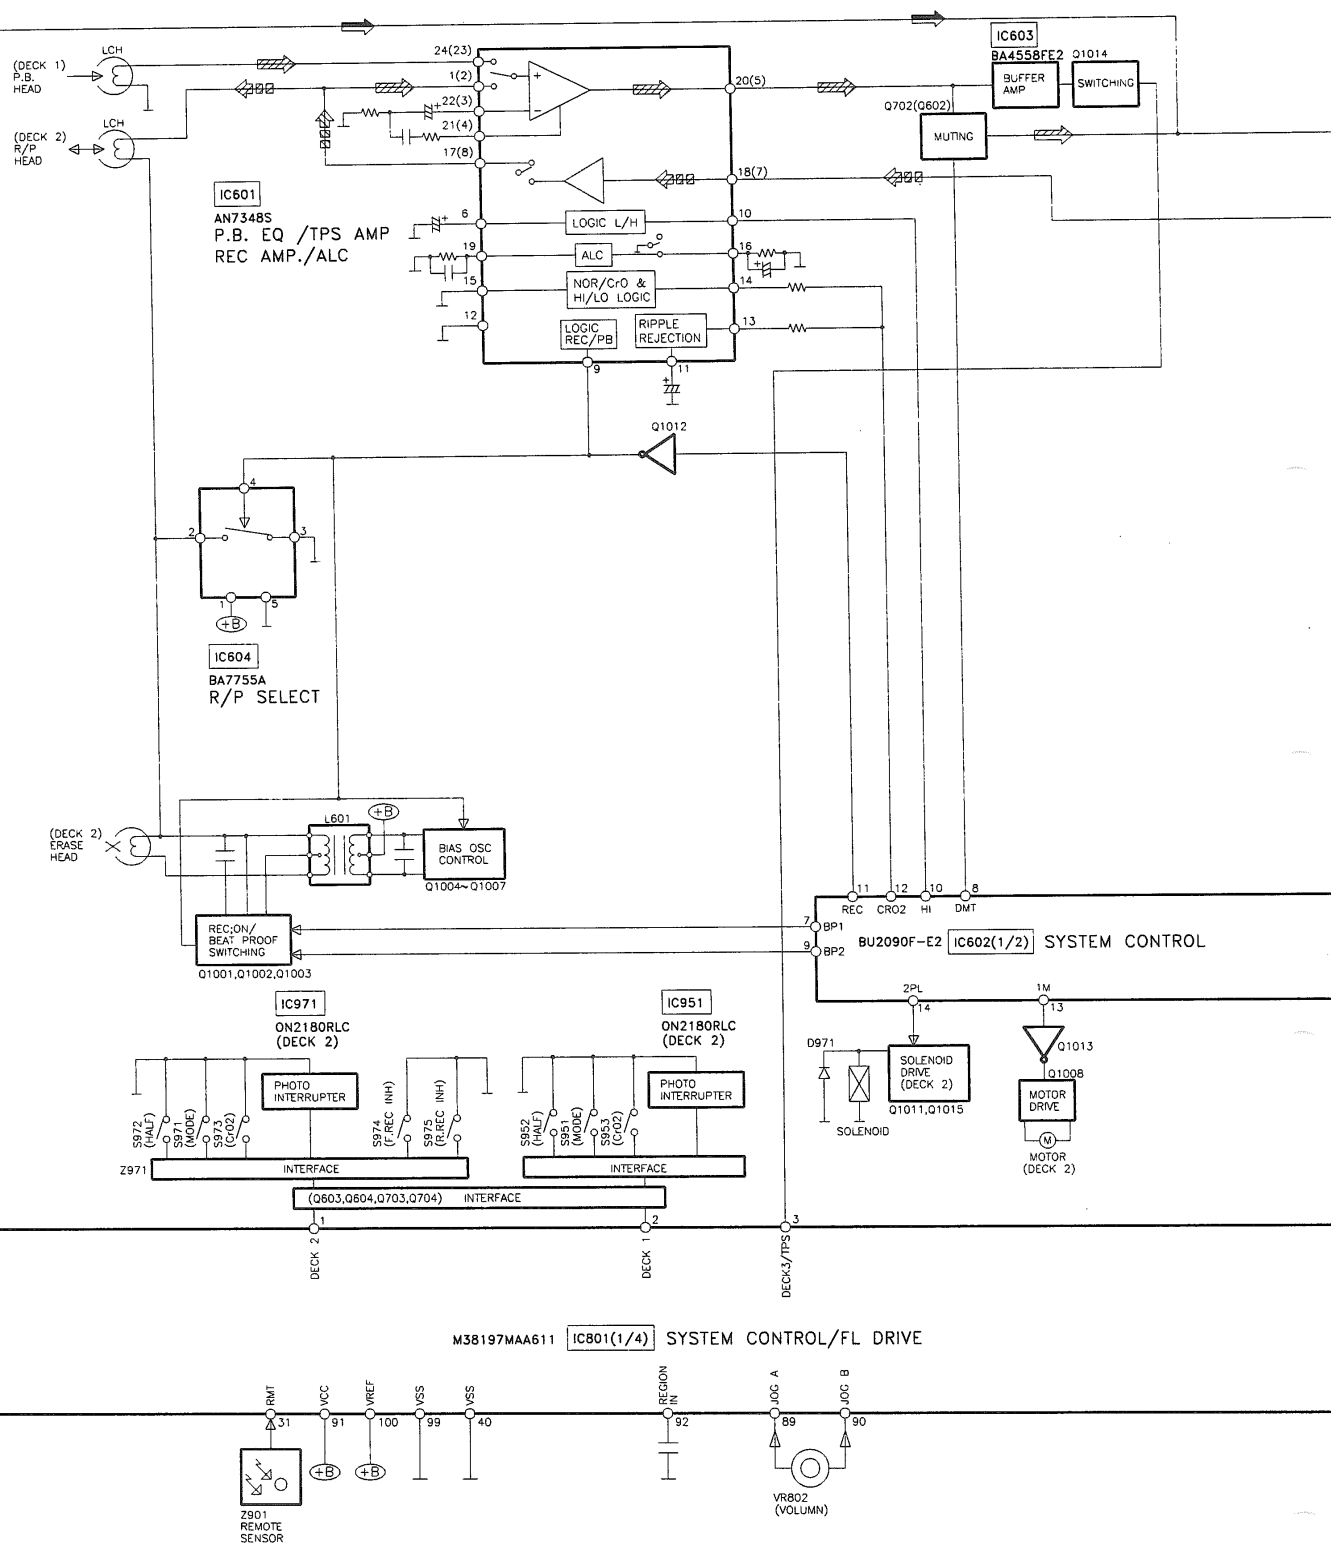 LCH
(DECK 1)
P.B.
HEAD
LCH
(DECK 2)
R/P
HEAD
24(23)
1(2)
22(3)
21(4)
17(8)
6
19
15
12
+
−
+
+
20(5)
18(7)
10
16
14
13
9
11
+
+
LOGIC L/H
ALC
NOR/CrO &
HI/LO LOGIC
LOGIC
REC/PB
RIPPLE
REJECTION
IC601
AN7348S
P.B. EQ /TPS AMP
REC AMP./ALC
IC603
BA4558FE2
Q1014
BUFFER
AMP
SWITCHING
Q702(Q602)
MUTING
Q1012
4
2
3
1
5
+B
IC604
BA7755A
R/P SELECT
(DECK 2)
ERASE
HEAD
L601
+B
BIAS OSC
CONTROL
Q1004~Q1007
REC;ON/
BEAT PROOF
SWITCHING
Q1001,Q1002,Q1003
11
12
10
8
REC
CRO2
HI
DMT
7
BP1
9
BP2
BU2090F-E2
IC602(1/2)
SYSTEM CONTROL
2PL
1M
14
13
IC971
ON2180RLC
(DECK 2)
IC951
ON2180RLC
(DECK 2)
PHOTO
INTERRUPTER
S972
(HALF)
S971
(MODE)
S973
(CrO2)
S974
(F.REC INH)
S975
(R.REC INH)
PHOTO
INTERRUPTER
S952
(HALF)
S951
(MODE)
S953
(CrO2)
D971
SOLENOID
SOLENOID
DRIVE
(DECK 2)
Q1011,Q1015
Q1013
Q1008
MOTOR
DRIVE
M
MOTOR
(DECK 2)
Z971
INTERFACE
INTERFACE
(Q603,Q604,Q703,Q704) INTERFACE
1
2
3
DECK 2
DECK 1
DECK3/TPS
M38197MAA611
IC801(1/4)
SYSTEM CONTROL/FL DRIVE
RMT
VCC
VREF
VSS
VSS
REGION
IN
JOG A
JOG B
31
91
100
99
40
92
89
90
+B
+B
Z901
REMOTE
SENSOR
VR802
(VOLUMN)